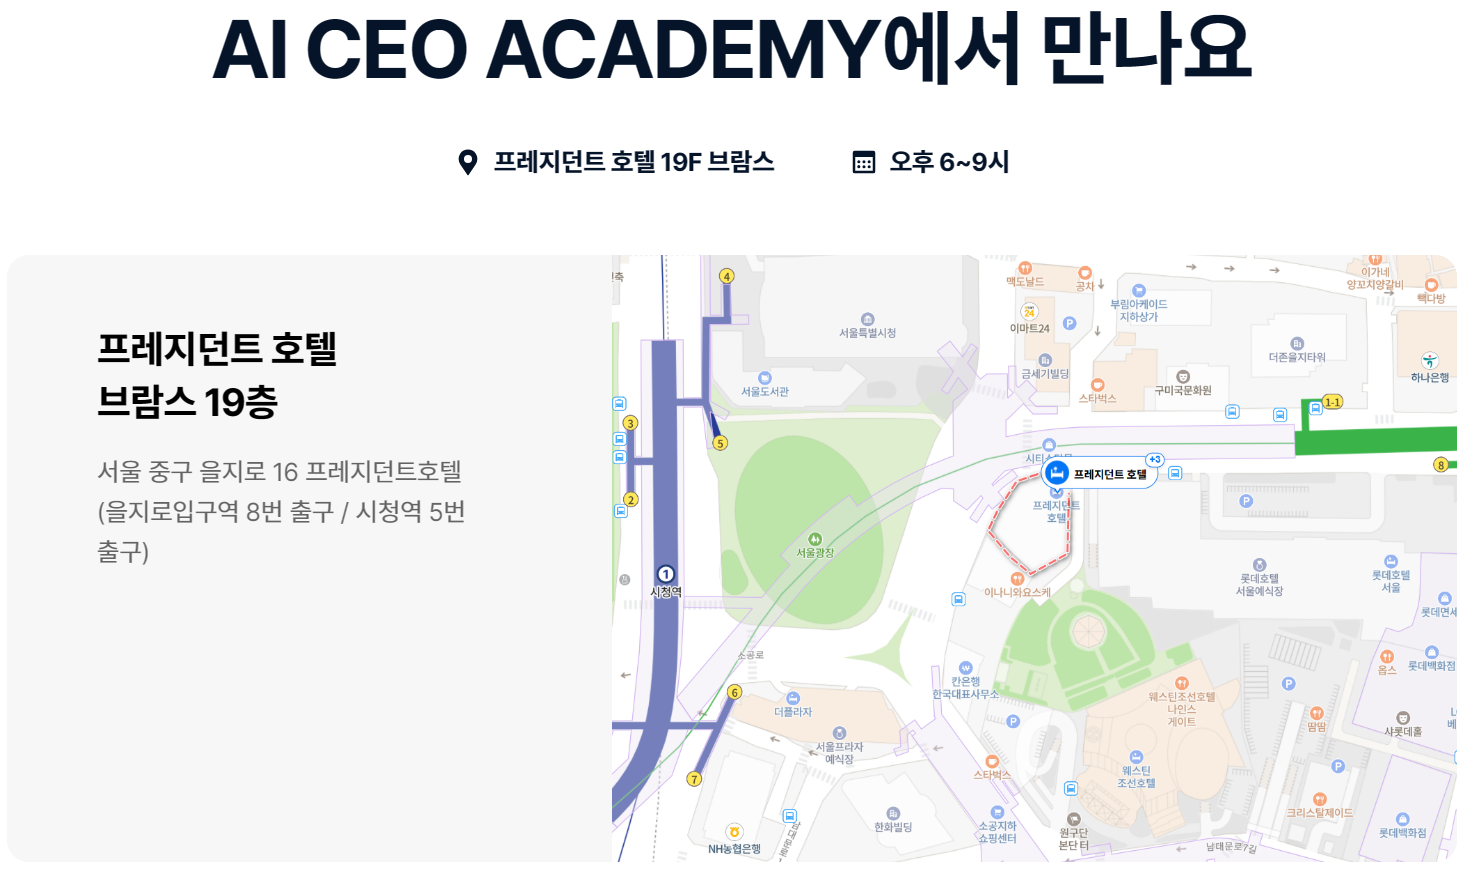 AI CEO ACADEMY에서 만나요
프레지던트 호텔 19F 브람스
오후 6~9시
프레지던트 호텔
브람스 19층
서울 중구 을지로 16 프레지던트호텔
(을지로입구역 8번 출구 / 시청역 5번
출구)
4
맥도날드
공차
이가네
양꼬치앙갈비
빽다방
부림아케이드
지하상가
24
이마트24
P
서울특별시청
더존을지타워
하나은행
금세기빌딩
서울도서관
스타벅스
구미국문화원
1-1
3
5
8
+3
프레지던트 호텔
2
프레지던트
호텔
P
서울광장
1
시청역
이나니와요스케
롯데호텔
서울예식장
롯데호텔
서울
소공로
칸은행
한국대표사무소
롯데백화점
옵스
6
더플라자
웨스틴조선호텔
나인스
게이트
P
P
땀땀
샤롯데홀
서울프라자
예식장
7
스타벅스
웨스틴
조선호텔
P
크리스탈제이드
한화빌딩
소공지하
쇼핑센터
원구단
본단 터
롯데백화점
NH농협은행
남대문로7길